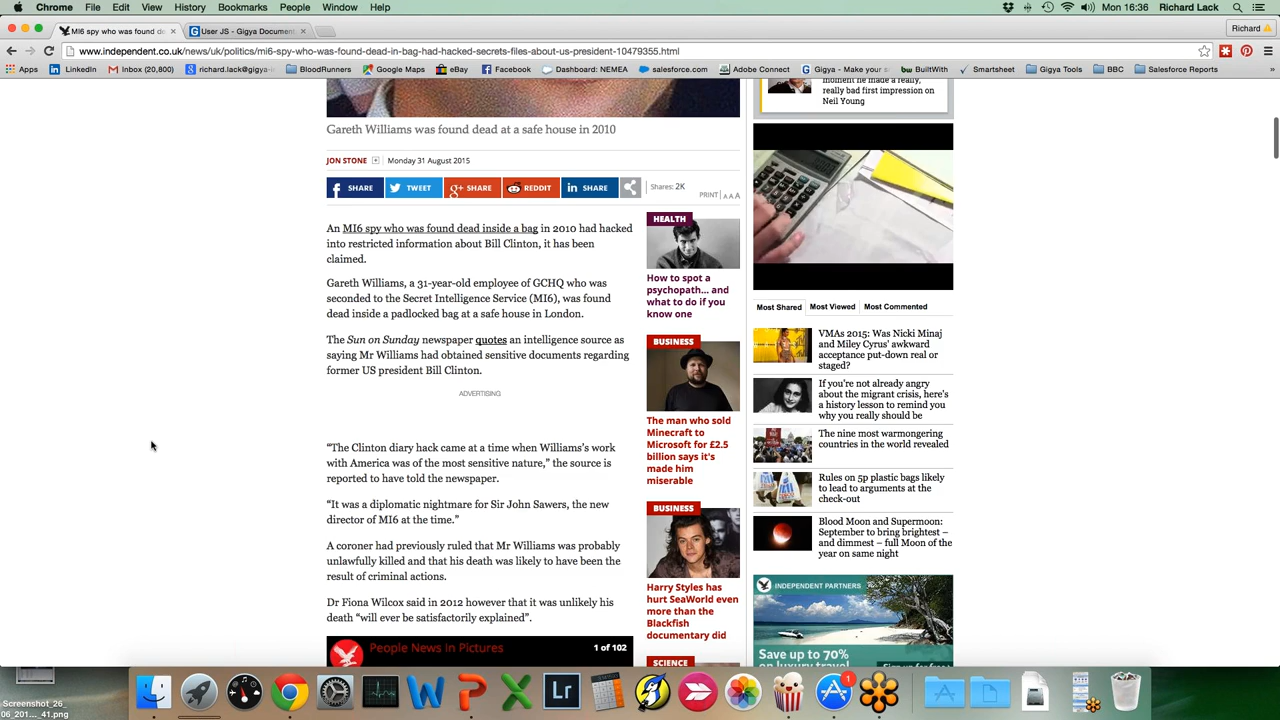 Chrome File Edit View History Bookmarks People Window Help Mon 16:36 Richard Lack
MI6 spy who was found de
User JS - Gigya Document
Richard
www.independent.co.uk/news/uk/politics/mi6-spy-who-was-found-dead-in-bag-had-hacked-secrets-files-about-us-president-10479355.html
Apps LinkedIn Inbox (20,800) richard.lack@gigya- BloodRunners Google Maps eBay Facebook Dashboard: NEMEA salesforce.com Adobe Connect Gigya - Make your s BuiltWith Smartsheet Gigya Tools BBC Salesforce Reports »
Gareth Williams was found dead at a safe house in 2010
JON STONE Monday 31 August 2015
SHARE TWEET SHARE REDDIT SHARE Shares: 2K PRINT A A A
An MI6 spy who was found dead inside a bag in 2010 had hacked
into restricted information about Bill Clinton, it has been
claimed.
Gareth Williams, a 31-year-old employee of GCHQ who was
seconded to the Secret Intelligence Service (MI6), was found
dead inside a padlocked bag at a safe house in London.
The Sun on Sunday newspaper quotes an intelligence source as
saying Mr Williams had obtained sensitive documents regarding
former US president Bill Clinton.
ADVERTISING
“The Clinton diary hack came at a time when Williams’s work
with America was of the most sensitive nature,” the source is
reported to have told the newspaper.
“It was a diplomatic nightmare for Sir John Sawers, the new
director of MI6 at the time.”
A coroner had previously ruled that Mr Williams was probably
unlawfully killed and that his death was likely to have been the
result of criminal actions.
Dr Fiona Wilcox said in 2012 however that it was unlikely his
death “will ever be satisfactorily explained”.
People News In Pictures 1 of 102
HEALTH
How to spot a
psychopath... and
what to do if you
know one
BUSINESS
The man who sold
Minecraft to
Microsoft for £2.5
billion says it's
made him
miserable
BUSINESS
Harry Styles has
hurt SeaWorld even
more than the
Blackfish
documentary did
SCIENCE
moment he made a really,
really bad first impression on
Neil Young
Most Shared Most Viewed Most Commented
VMAs 2015: Was Nicki Minaj
and Miley Cyrus' awkward
acceptance put-down real or
staged?
If you're not already angry
about the migrant crisis, here's
a history lesson to remind you
why you really should be
The nine most warmongering
countries in the world revealed
Rules on 5p plastic bags likely
to lead to arguments at the
check-out
Blood Moon and Supermoon:
September to bring brightest –
and dimmest – full Moon of the
year on same night
INDEPENDENT PARTNERS
Save up to 70%
on luxury travel
Screenshot_26_
06_201..._41.png
Lr
1